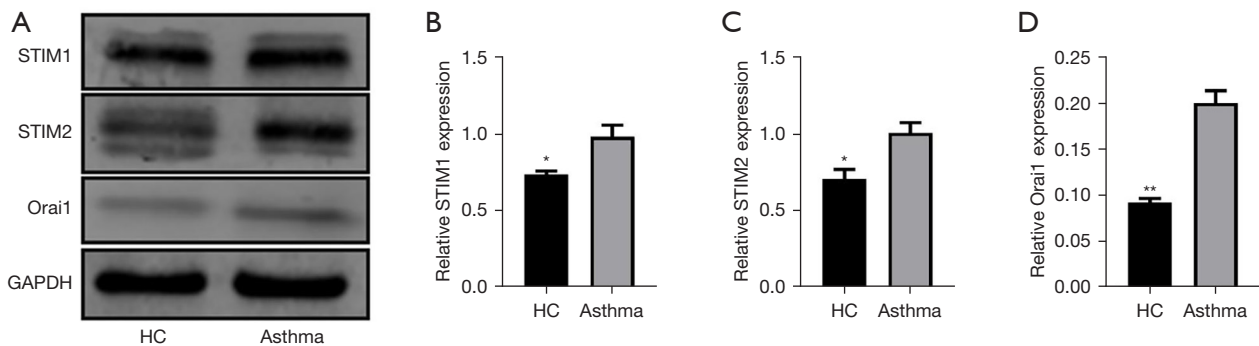 A
STIM1
STIM2
Orai1
GAPDH
HC Asthma
B
Relative STIM1 expression
1.5
1.0
0.5
0.0
*
HC Asthma
C
Relative STIM2 expression
1.5
1.0
0.5
0.0
*
HC Asthma
D
Relative Orai1 expression
0.25
0.20
0.15
0.10
0.05
0.00
**
HC Asthma